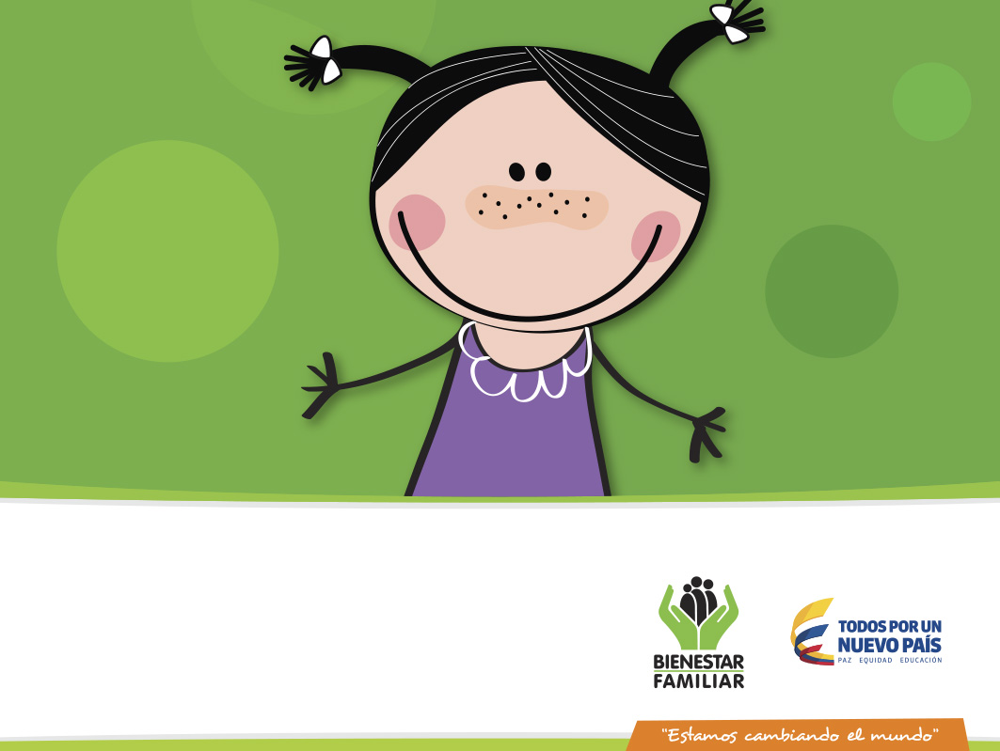 BIENESTAR
FAMILIAR
TODOS POR UN
NUEVO PAÍS
PAZ EQUIDAD EDUCACIÓN
"Estamos cambiando el mundo"